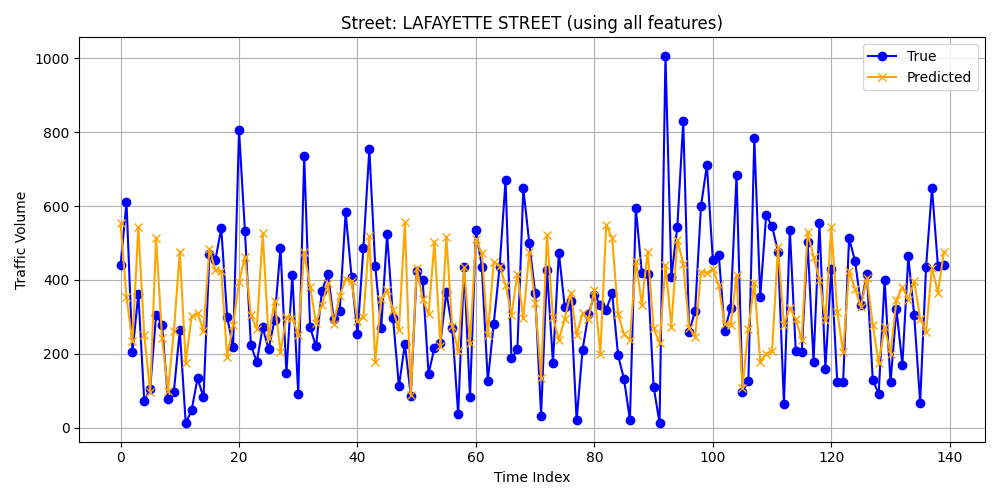 Street: LAFAYETTE STREET (using all features)
True
Predicted
Traffic Volume
1000
800
600
400
200
0
0 20 40 60 80 100 120 140
Time Index